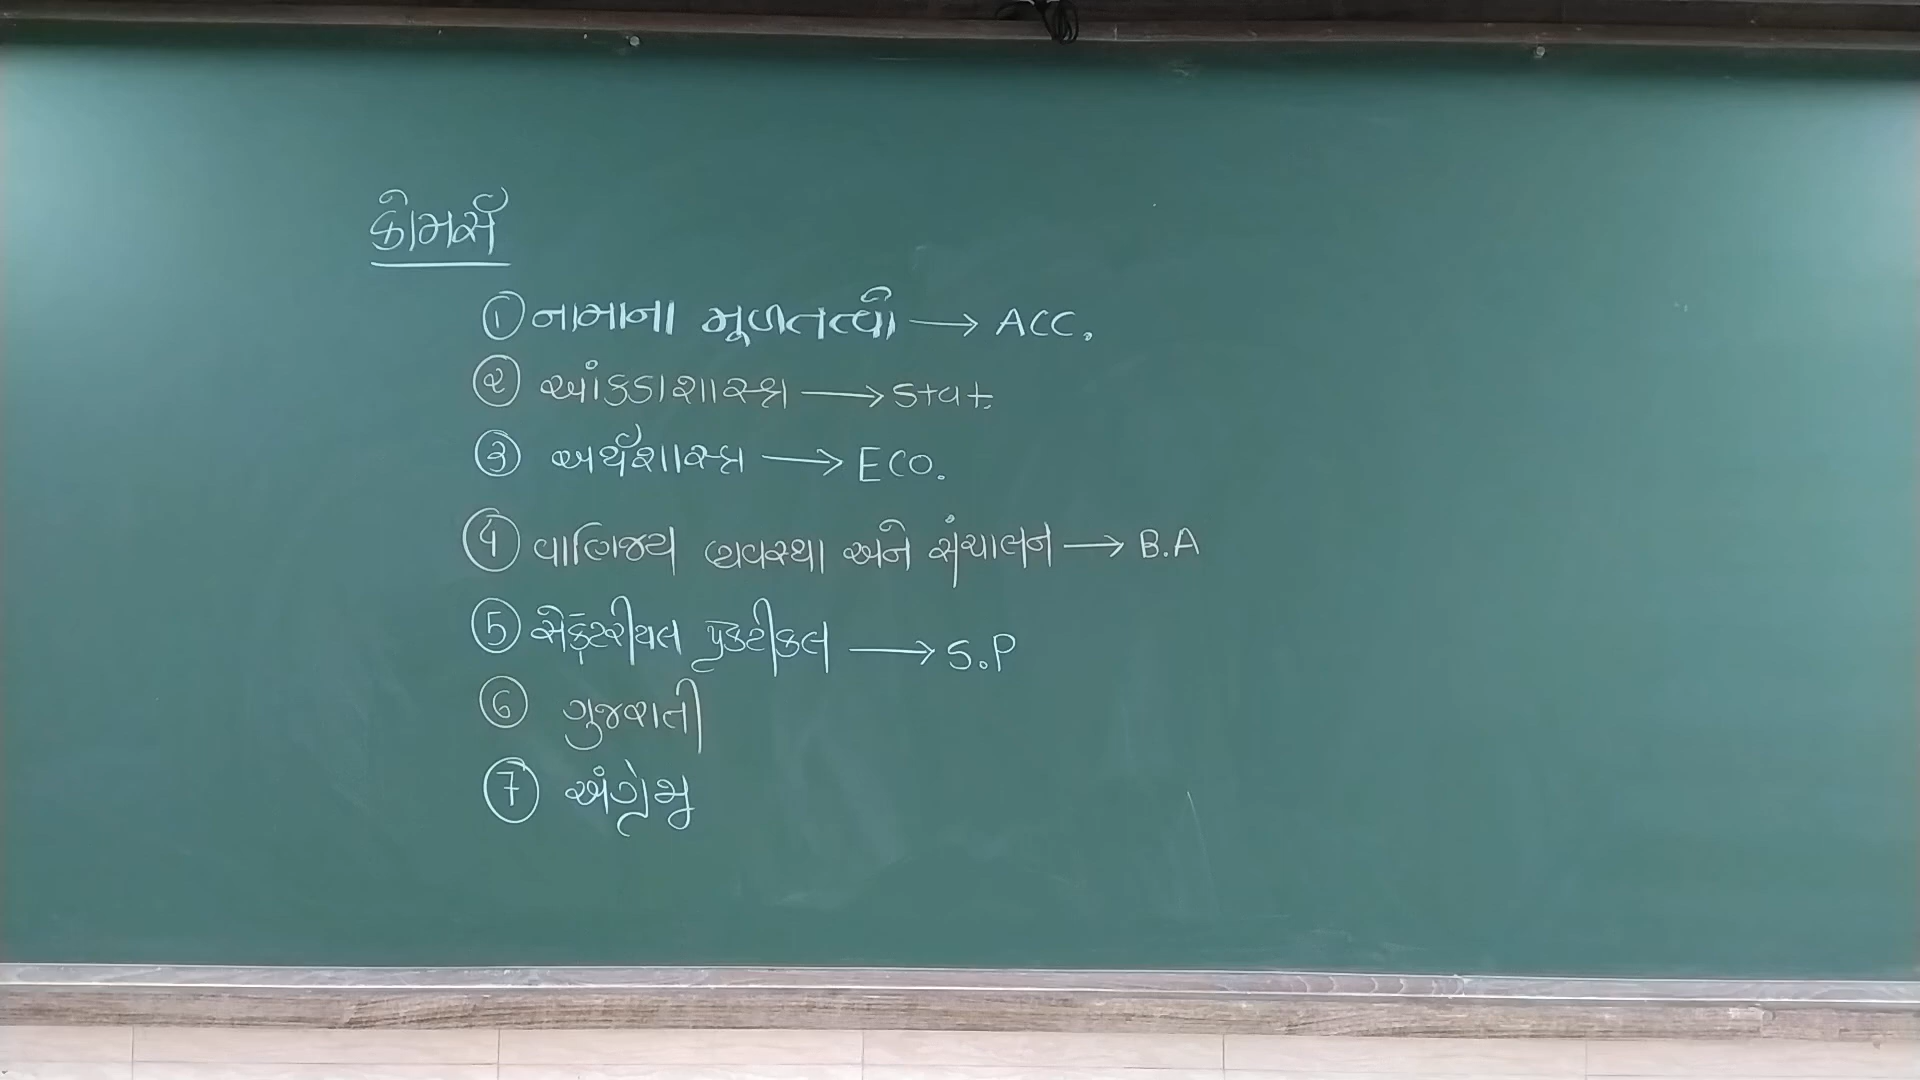 કોમર્સ
① નામાના મૂળતત્વો → ACC.
② આંકડાશાસ્ત્ર → Stat.
③ અર્થશાસ્ત્ર → ECO.
④ વાણિજ્ય વ્યવસ્થા અને સંચાલન → B.A
⑤ સેક્રેટરીયલ પ્રેકટીકલ → S.P
⑥ ગુજરાતી
⑦ અંગ્રેજી